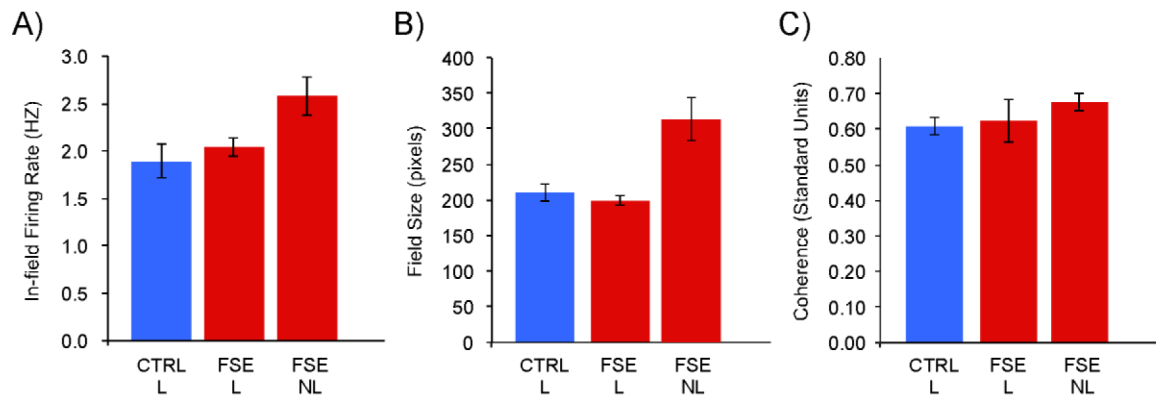 A)
In-field Firing Rate (HZ)
3.0
2.5
2.0
1.5
1.0
0.5
0.0
CTRL L
FSE L
FSE NL
B)
Field Size (pixels)
400
350
300
250
200
150
100
50
0
CTRL L
FSE L
FSE NL
C)
Coherence (Standard Units)
0.80
0.70
0.60
0.50
0.40
0.30
0.20
0.10
0.00
CTRL L
FSE L
FSE NL